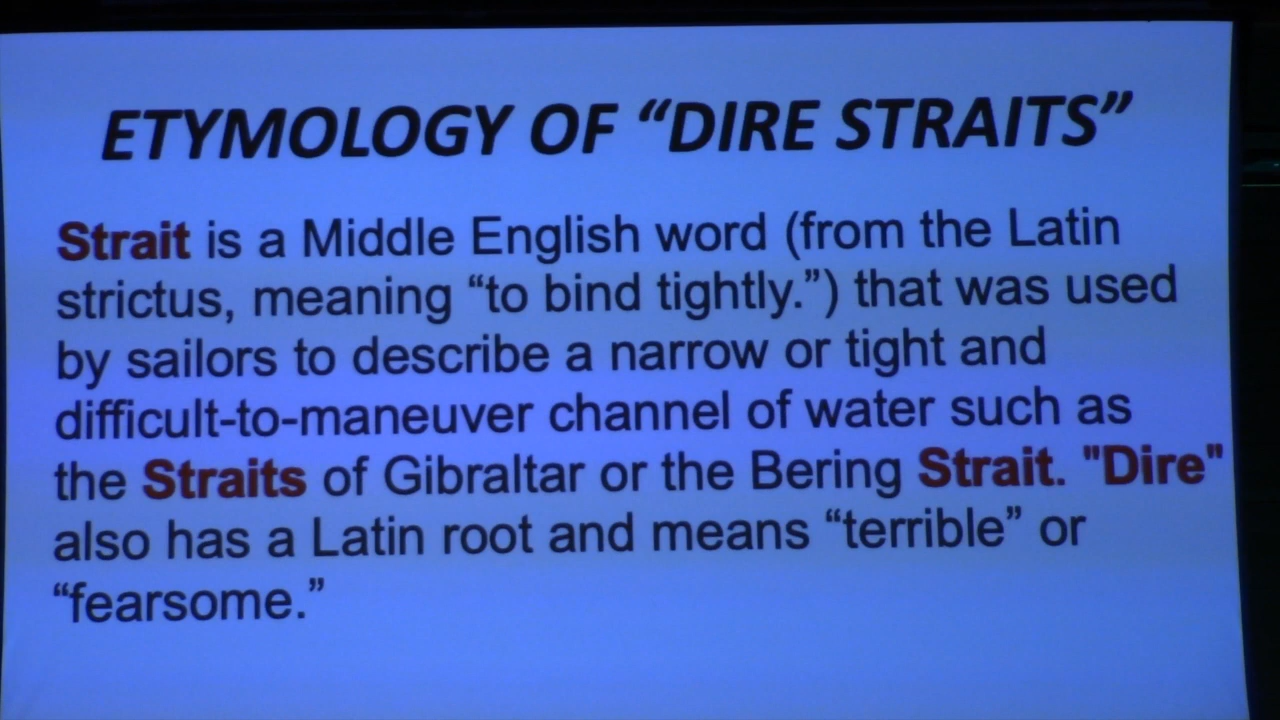 ETYMOLOGY OF “DIRE STRAITS”
Strait is a Middle English word (from the Latin
strictus, meaning “to bind tightly.”) that was used
by sailors to describe a narrow or tight and
difficult-to-maneuver channel of water such as
the Straits of Gibraltar or the Bering Strait. "Dire"
also has a Latin root and means “terrible” or
“fearsome.”